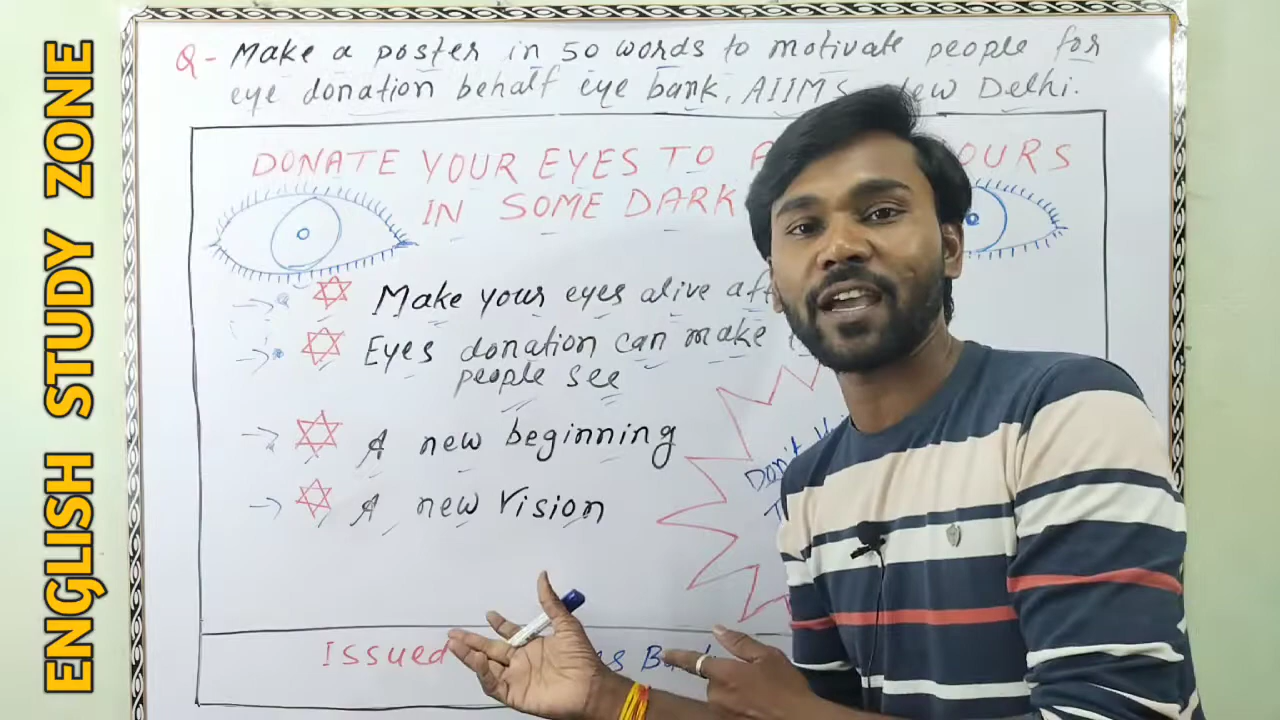 ENGLISH STUDY ZONE
Q- Make a poster in 50 words to motivate people for
eye donation behalf eye bank, AIIMS New Delhi.
DONATE YOUR EYES TO OURS
IN SOME DARK
Make your eyes alive
Eyes donation can make
people see
A new beginning
A new Vision
Don't
Issued